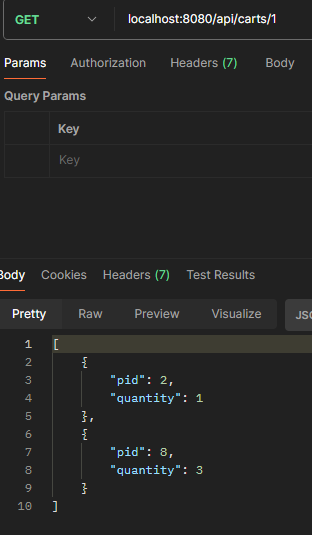 GET localhost:8080/api/carts/1
Params Authorization Headers (7) Body
Query Params
Key
Key
Body Cookies Headers (7) Test Results
Pretty Raw Preview Visualize JSO
1 [
2 {
3 "pid": 2,
4 "quantity": 1
5 },
6 {
7 "pid": 8,
8 "quantity": 3
9 }
10 ]